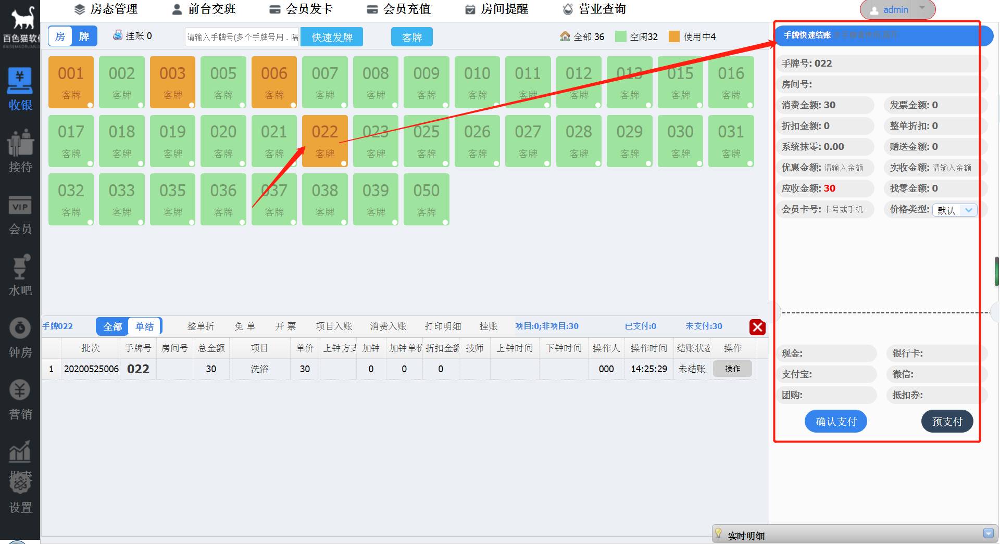 房态管理 前台交班 会员发卡 会员充值 房间提醒 营业查询 admin
百色猫软件
BAISEMAORUANJI
房 牌 挂账 0 请输入手牌号(多个手牌号用 . 隔 快速发牌 客牌 全部 36 空闲32 使用中4
001 002 003 005 006 007 008 009 010 011 012 013 015 016
客牌 客牌 客牌 客牌 客牌 客牌 客牌 客牌 客牌 客牌 客牌 客牌 客牌 客牌
017 018 019 020 021 022 023 025 026 027 028 029 030 031
客牌 客牌 客牌 客牌 客牌 客牌 客牌 客牌 客牌 客牌 客牌 客牌 客牌 客牌
032 033 035 036 037 038 039 050
客牌 客牌 客牌 客牌 客牌 客牌 客牌 客牌
收银
接待
VIP
会员
水吧
钟房
营销
报表
设置
手牌022 全部 单结 整单折 免 单 开 票 项目入账 消费入账 打印明细 挂账 项目:0;非项目:30 已支付:0 未支付:30
批次 手牌号 房间号 总金额 项目 单价 上钟方式 加钟 加钟单价 折扣金额 技师 上钟时间 下钟时间 操作人 操作时间 结账状态 操作
1 20200525006 022 30 洗浴 30 0 0 0 000 14:25:29 未结账 操作
手牌快速结账
手牌号: 022
房间号:
消费金额: 30 发票金额: 0
折扣金额: 0 整单折扣: 0
系统抹零: 0.00 赠送金额: 0
优惠金额: 请输入金额 实收金额: 请输入金额
应收金额: 30 找零金额: 0
会员卡号: 卡号或手机 价格类型: 默认
现金: 银行卡:
支付宝: 微信:
团购: 抵扣券:
确认支付 预支付
实时明细